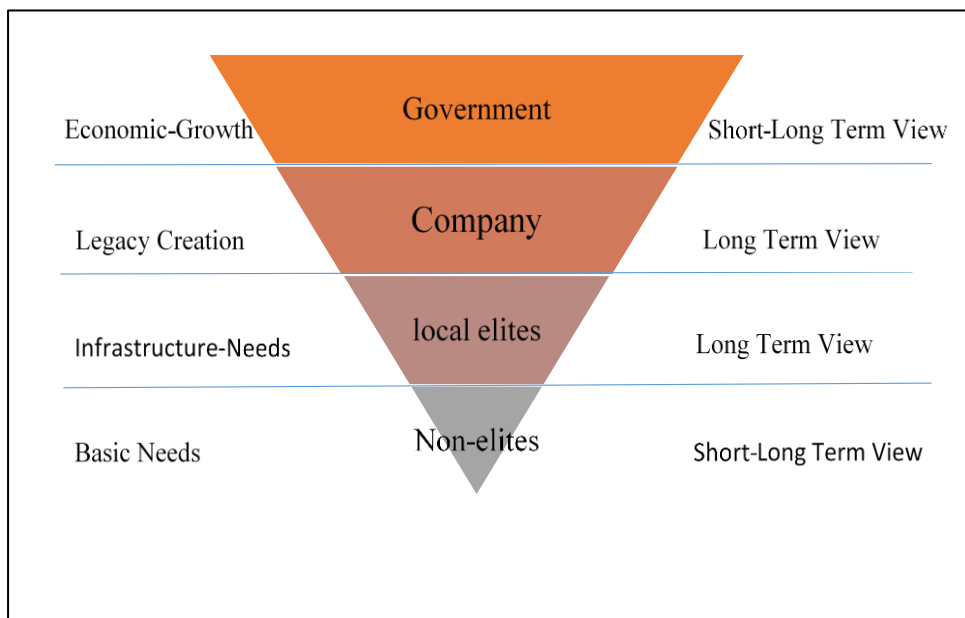 Government
Economic-Growth
Short-Long Term View
Company
Legacy Creation
Long Term View
local elites
Infrastructure-Needs
Long Term View
Non-elites
Basic Needs
Short-Long Term View